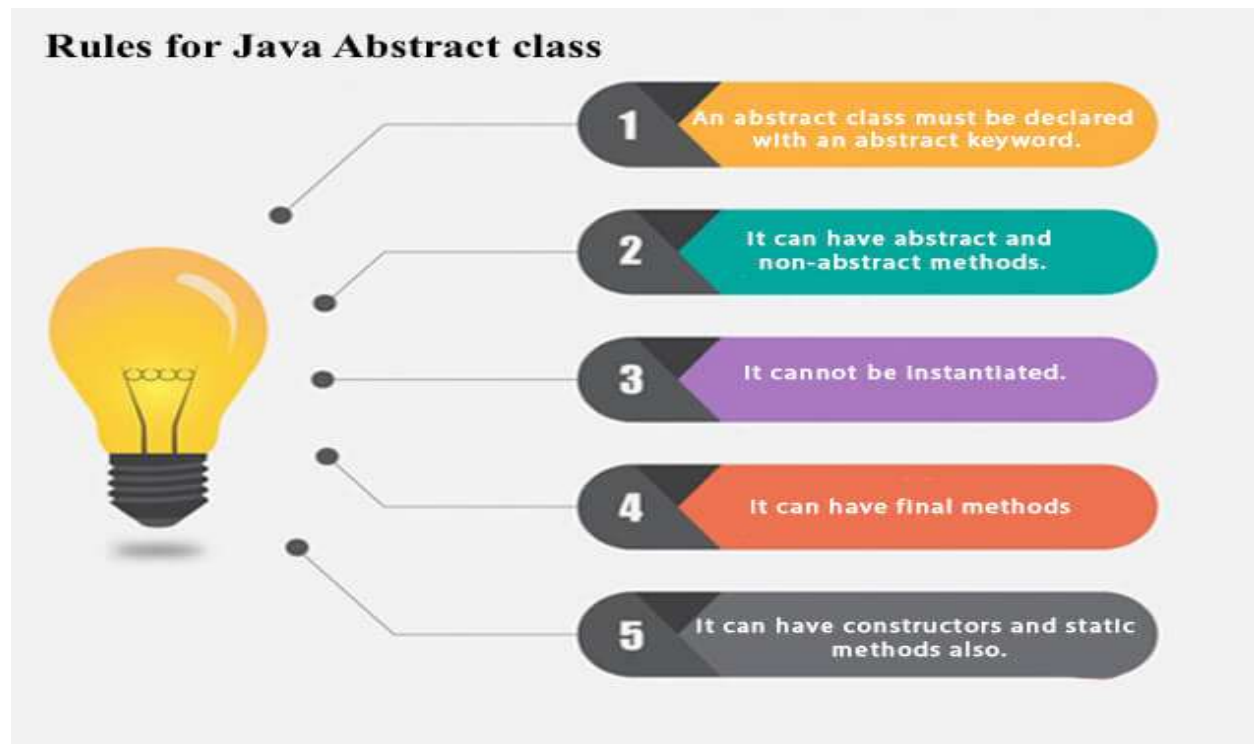 Rules for Java Abstract class
1
An abstract class must be declared
with an abstract keyword.
2
It can have abstract and
non-abstract methods.
3
It cannot be instantiated.
4
It can have final methods
5
It can have constructors and static
methods also.